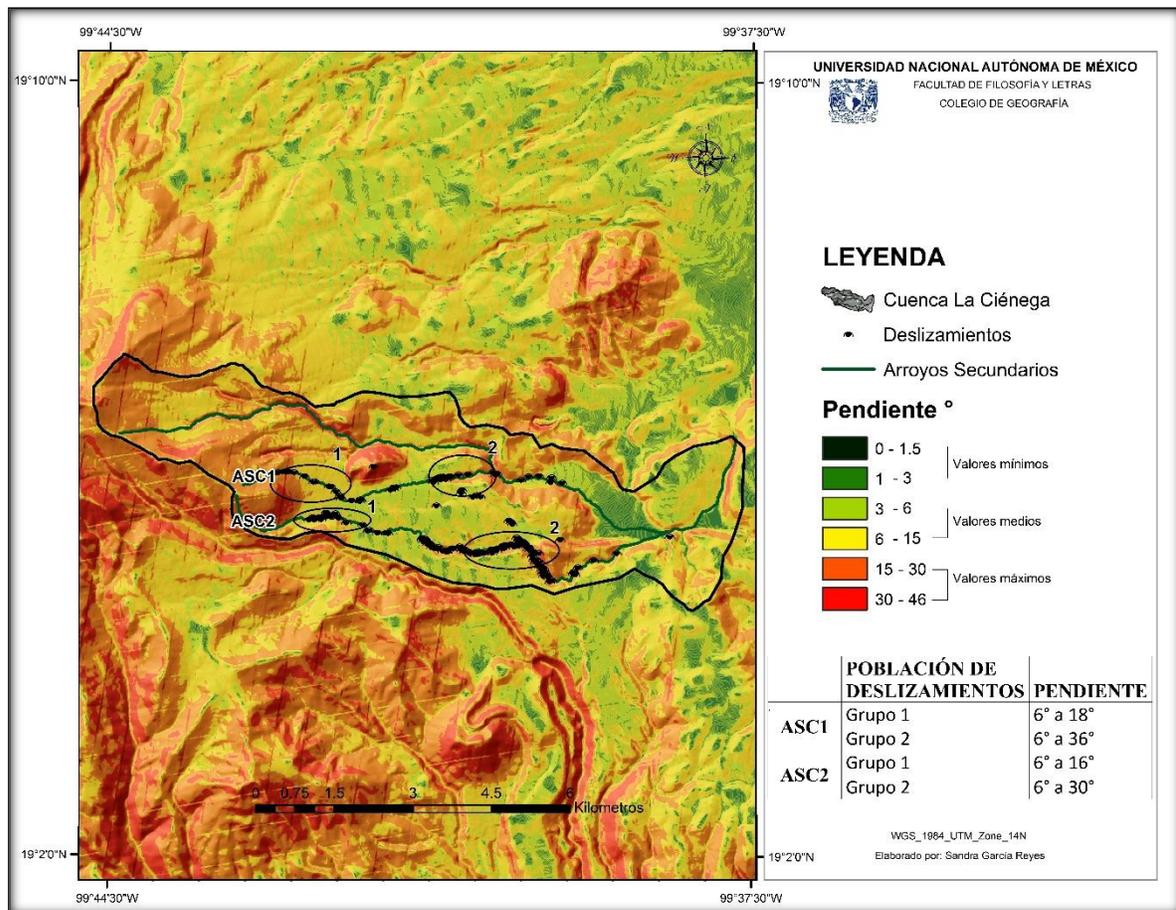 99°44'30"W
99°37'30"W
19°10'0"N
19°10'0"N
UNIVERSIDAD NACIONAL AUTÓNOMA DE MÉXICO
FACULTAD DE FILOSOFÍA Y LETRAS
COLEGIO DE GEOGRAFÍA
LEYENDA
Cuenca La Ciénega
Deslizamientos
Arroyos Secundarios
Pendiente °
0 - 1.5
Valores mínimos
1 - 3
3 - 6
Valores medios
6 - 15
15 - 30
Valores máximos
30 - 46
1
2
ASC1
1
ASC2
2
POBLACIÓN DE
DESLIZAMIENTOS PENDIENTE
ASC1
Grupo 1 6° a 18°
Grupo 2 6° a 36°
ASC2
Grupo 1 6° a 16°
Grupo 2 6° a 30°
0 0.75 1.5 3 4.5 6
Kilometros
WGS_1984_UTM_Zone_14N
Elaborado por: Sandra García Reyes
19°2'0"N
19°2'0"N
99°44'30"W
99°37'30"W